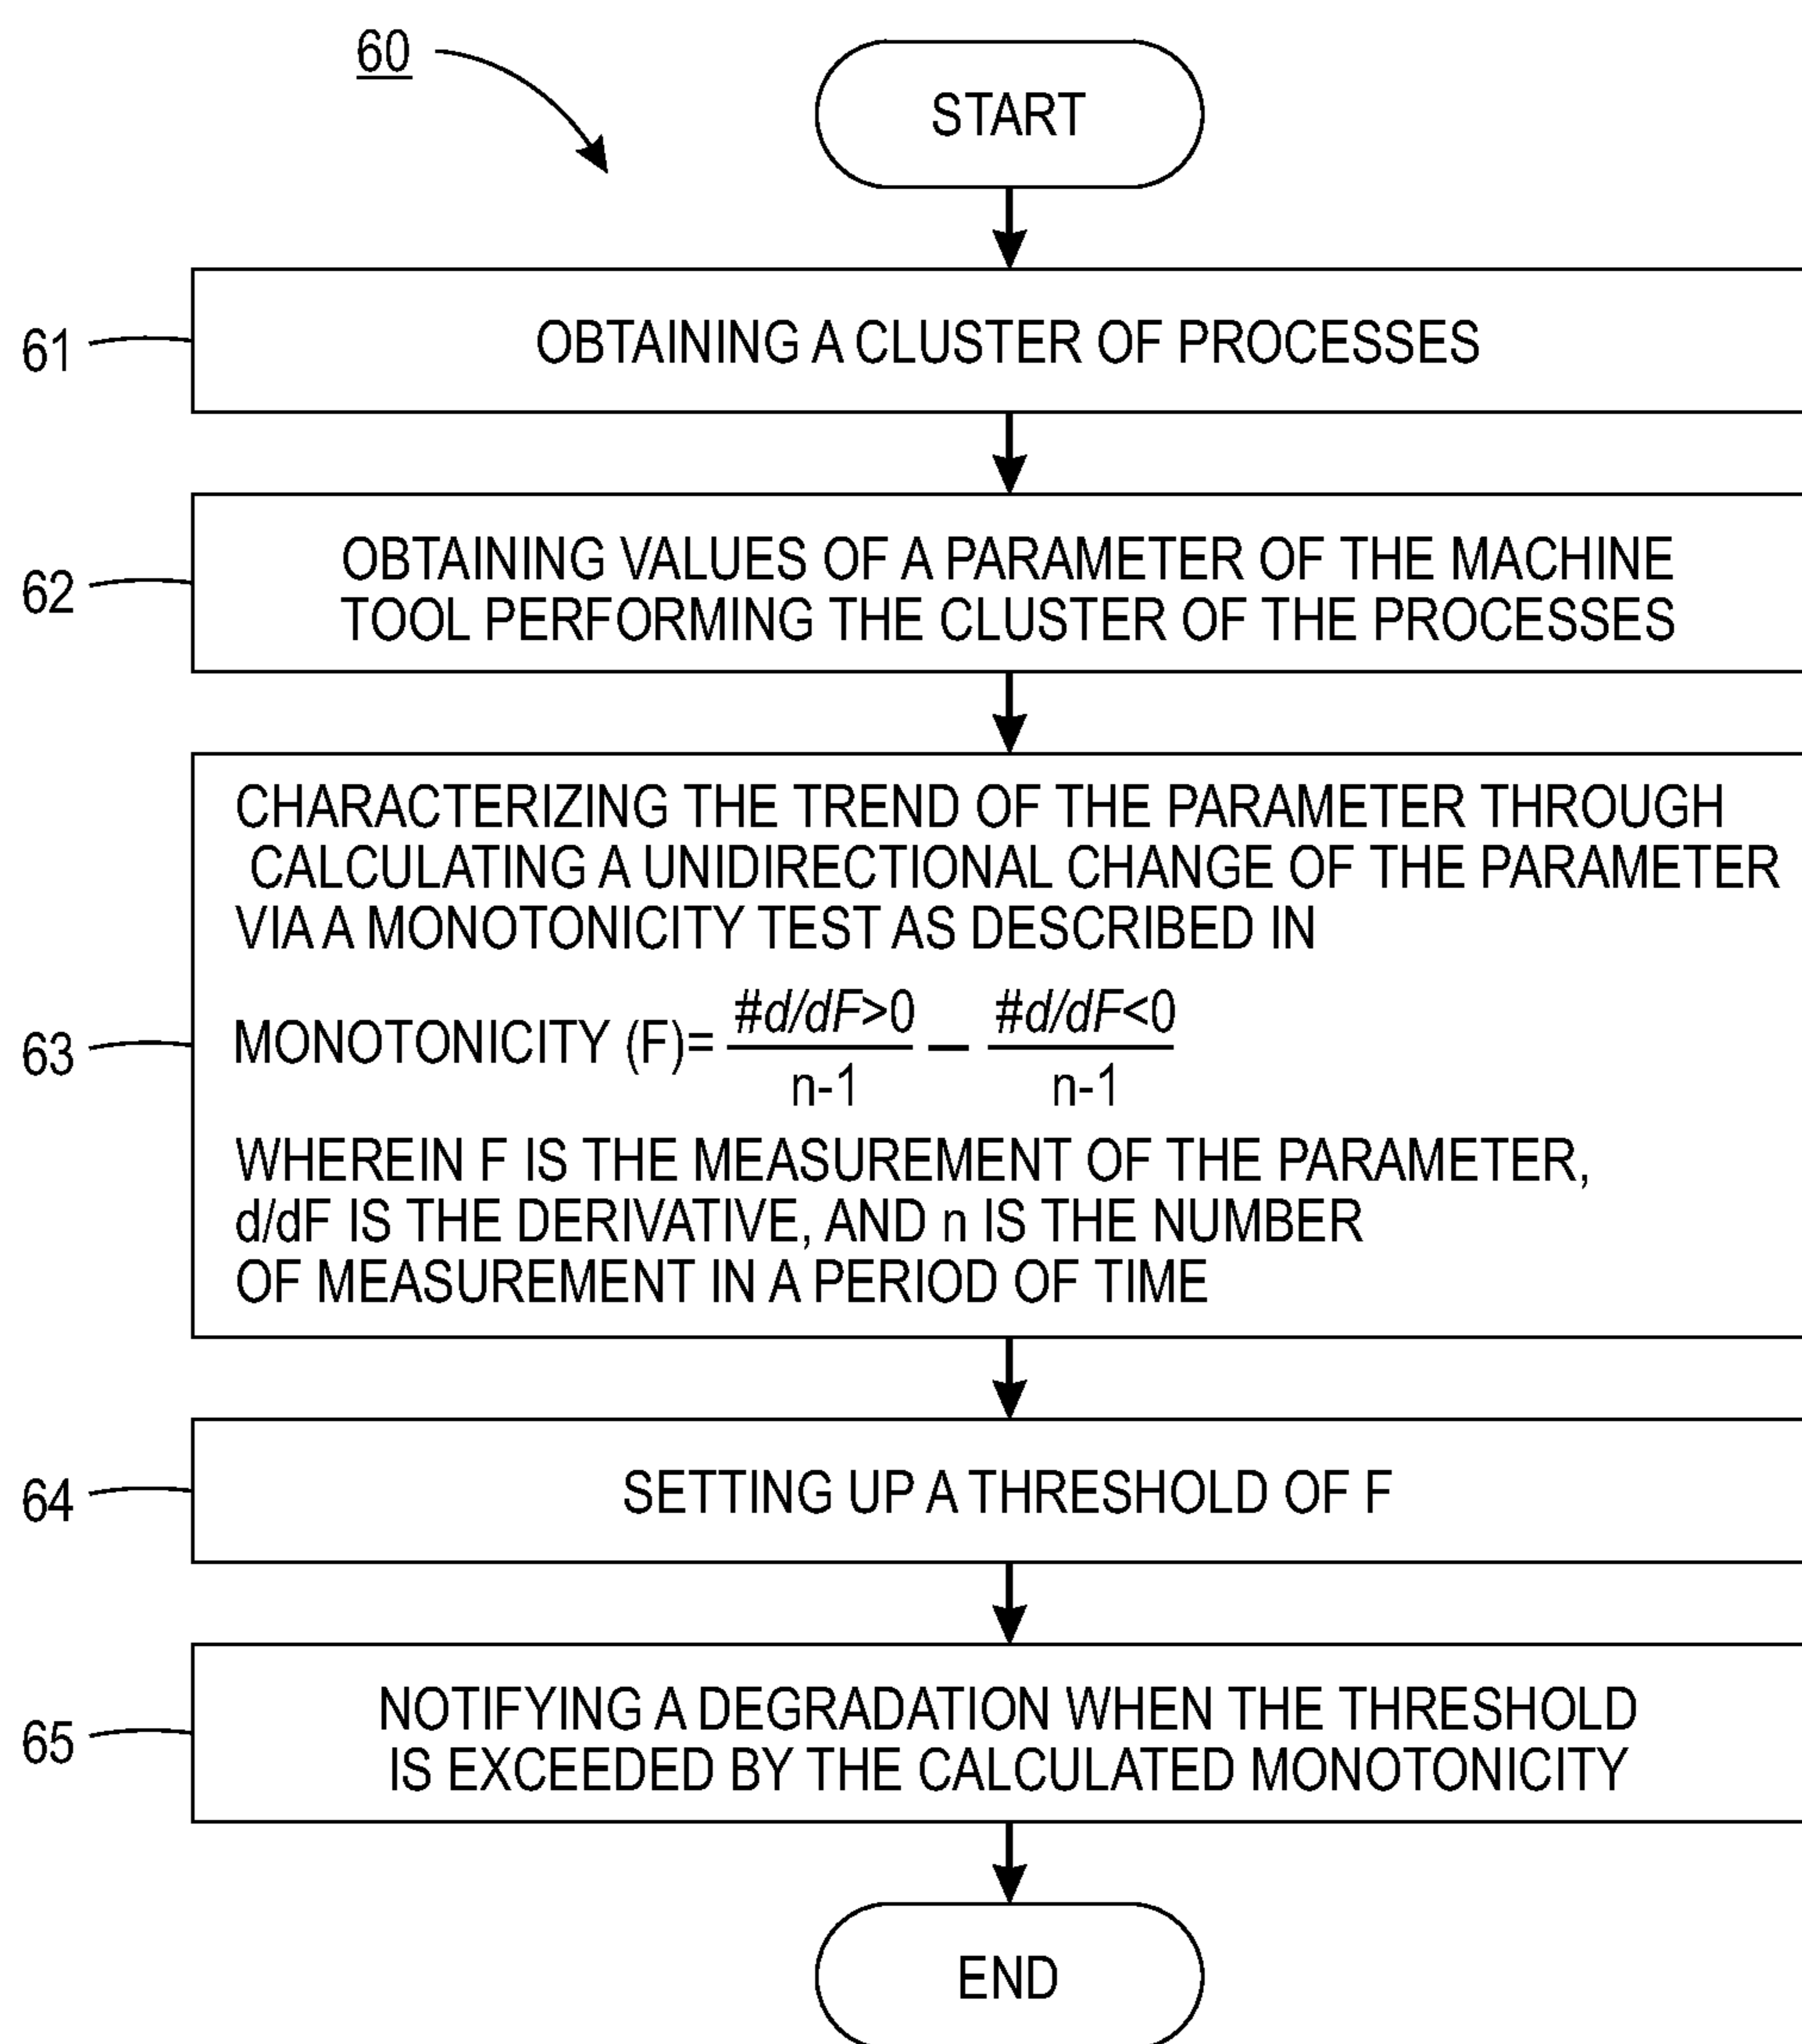 60
START
61
OBTAINING A CLUSTER OF PROCESSES
62
OBTAINING VALUES OF A PARAMETER OF THE MACHINE
TOOL PERFORMING THE CLUSTER OF THE PROCESSES
63
CHARACTERIZING THE TREND OF THE PARAMETER THROUGH
CALCULATING A UNIDIRECTIONAL CHANGE OF THE PARAMETER
VIA A MONOTONICITY TEST AS DESCRIBED IN
#d/dF>0 #d/dF<0
MONOTONICITY (F)= —
n-1 n-1
WHEREIN F IS THE MEASUREMENT OF THE PARAMETER,
d/dF IS THE DERIVATIVE, AND n IS THE NUMBER
OF MEASUREMENT IN A PERIOD OF TIME
64
SETTING UP A THRESHOLD OF F
65
NOTIFYING A DEGRADATION WHEN THE THRESHOLD
IS EXCEEDED BY THE CALCULATED MONOTONICITY
END